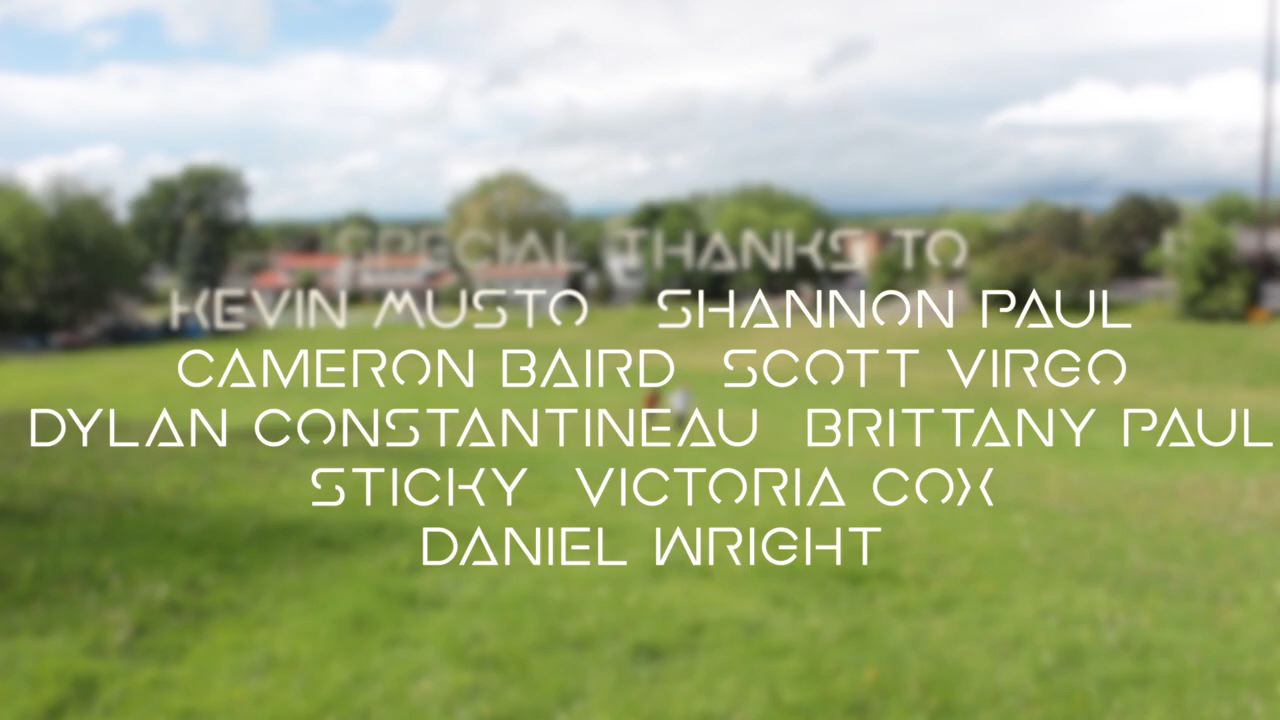 SPECIAL THANKS TO
KEVIN MUSTO SHANNON PAUL
CAMERON BAIRD SCOTT VIRGO
DYLAN CONSTANTINEAU BRITTANY PAUL
STICKY VICTORIA COX
DANIEL WRIGHT